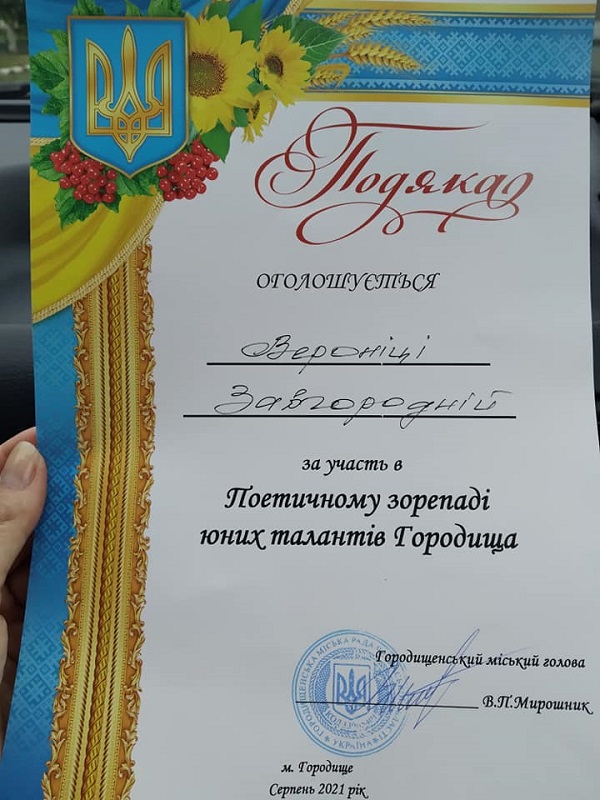 Подяка
ОГОЛОШУЄТЬСЯ
Вероніці
Завгородній
за участь в
Поетичному зорепаді
юних талантів Городища
Городищенський міський голова
В.П.Мирошник
м. Городище
Серпень 2021 рік